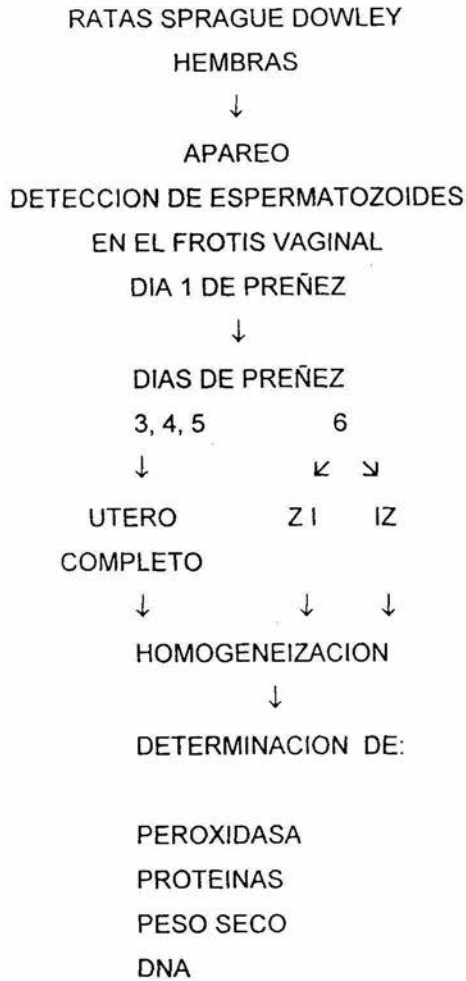 RATAS SPRAGUE DOWLEY
HEMBRAS
↓
APAREO
DETECCION DE ESPERMATOZOIDES
EN EL FROTIS VAGINAL
DIA 1 DE PREÑEZ
↓
DIAS DE PREÑEZ
3, 4, 5 6
↓ ↙ ↘
UTERO Z I IZ
COMPLETO
↓ ↓ ↓
HOMOGENEIZACION
↓
DETERMINACION DE:
PEROXIDASA
PROTEINAS
PESO SECO
DNA